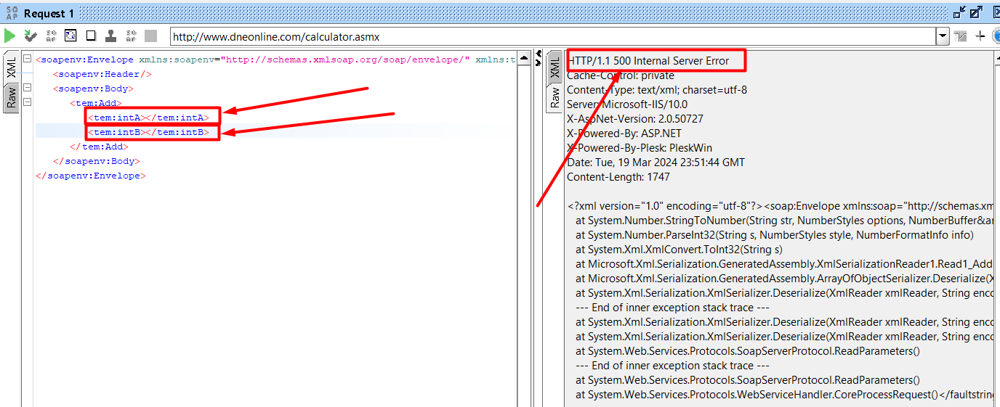 SO AP Request 1
SO AP SO AP http://www.dneonline.com/calculator.asmx
XML
Raw
<soapenv:Envelope xmlns:soapenv="http://schemas.xmlsoap.org/soap/envelope/" xmlns:t
<soapenv:Header/>
<soapenv:Body>
<tem:Add>
<tem:intA></tem:intA>
<tem:intB></tem:intB>
</tem:Add>
</soapenv:Body>
</soapenv:Envelope>
XML
Raw
HTTP/1.1 500 Internal Server Error
Cache-Control: private
Content-Type: text/xml; charset=utf-8
Server: Microsoft-IIS/10.0
X-AspNet-Version: 2.0.50727
X-Powered-By: ASP.NET
X-Powered-By-Plesk: PleskWin
Date: Tue, 19 Mar 2024 23:51:44 GMT
Content-Length: 1747
<?xml version="1.0" encoding="utf-8"?><soap:Envelope xmlns:soap="http://schemas.xm
at System.Number.StringToNumber(String str, NumberStyles options, NumberBuffer&a
at System.Number.ParseInt32(String s, NumberStyles style, NumberFormatInfo info)
at System.Xml.XmlConvert.ToInt32(String s)
at Microsoft.Xml.Serialization.GeneratedAssembly.XmlSerializationReader1.Read1_Add
at Microsoft.Xml.Serialization.GeneratedAssembly.ArrayOfObjectSerializer.Deserialize(X
at System.Xml.Serialization.XmlSerializer.Deserialize(XmlReader xmlReader, String enco
--- End of inner exception stack trace ---
at System.Xml.Serialization.XmlSerializer.Deserialize(XmlReader xmlReader, String enco
at System.Xml.Serialization.XmlSerializer.Deserialize(XmlReader xmlReader, String enco
at System.Web.Services.Protocols.SoapServerProtocol.ReadParameters()
--- End of inner exception stack trace ---
at System.Web.Services.Protocols.SoapServerProtocol.ReadParameters()
at System.Web.Services.Protocols.WebServiceHandler.CoreProcessRequest()</faultstring